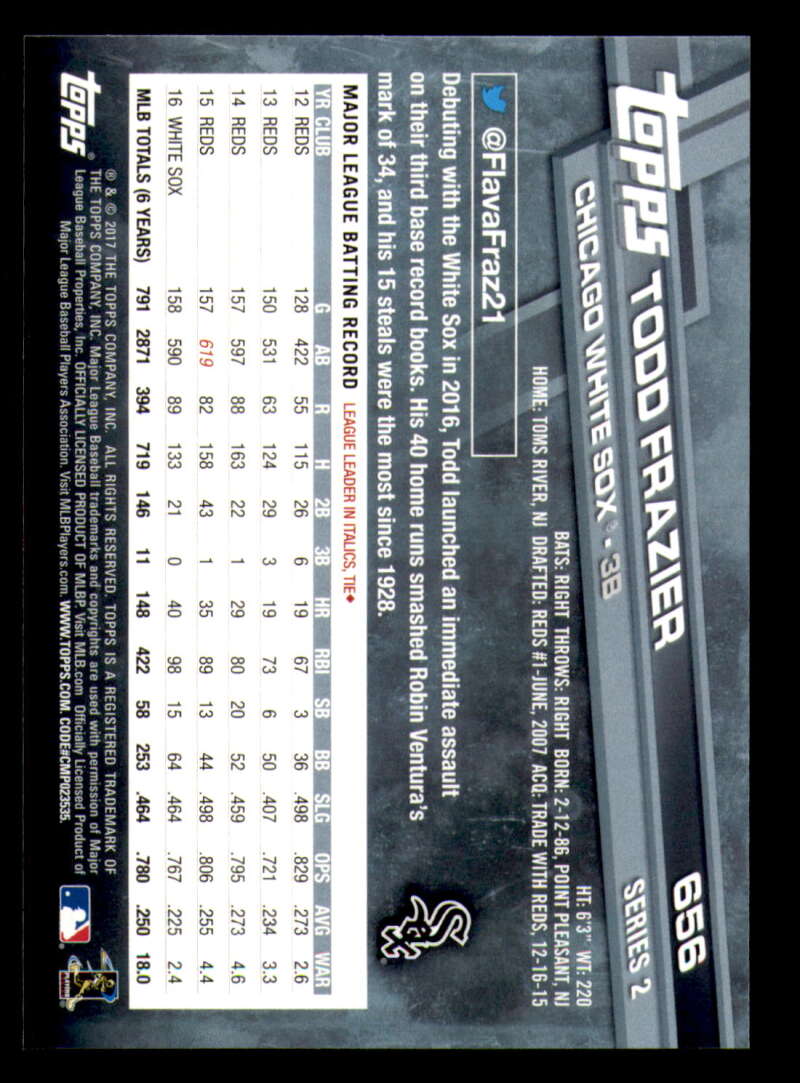 TOPPS TODD FRAZIER 656
CHICAGO WHITE SOX® • 3B SERIES 2
HT: 6'3" WT: 220
BATS: RIGHT THROWS: RIGHT BORN: 2-12-86, POINT PLEASANT, NJ
HOME: TOMS RIVER, NJ DRAFTED: REDS #1-JUNE, 2007 ACQ: TRADE WITH REDS, 12-16-15
@FlavaFraz21
Debuting with the White Sox in 2016, Todd launched an immediate assault
on their third base record books. His 40 home runs smashed Robin Ventura's
mark of 34, and his 15 steals were the most since 1928.
MAJOR LEAGUE BATTING RECORD LEAGUE LEADER IN ITALICS, TIE♦
YR CLUB G AB R H 2B 3B HR RBI SB BB SLG OPS AVG WAR
12 REDS 128 422 55 115 26 6 19 67 3 36 .498 .829 .273 2.6
13 REDS 150 531 63 124 29 3 19 73 6 50 .407 .721 .234 3.3
14 REDS 157 597 88 163 22 1 29 80 20 52 .459 .795 .273 4.6
15 REDS 157 619 82 158 43 1 35 89 13 44 .498 .806 .255 4.4
16 WHITE SOX 158 590 89 133 21 0 40 98 15 64 .464 .767 .225 2.4
MLB TOTALS (6 YEARS) 791 2871 394 719 146 11 148 422 58 253 .464 .780 .250 18.0
TOPPS®
® & © 2017 THE TOPPS COMPANY, INC. ALL RIGHTS RESERVED. TOPPS IS A REGISTERED TRADEMARK OF
THE TOPPS COMPANY, INC. Major League Baseball trademarks and copyrights are used with permission of Major
League Baseball Properties, Inc. OFFICIALLY LICENSED PRODUCT OF MLBP. Visit MLB.com Officially Licensed Product of
Major League Baseball Players Association. Visit MLBPlayers.com. WWW.TOPPS.COM. CODE#CMP023535.